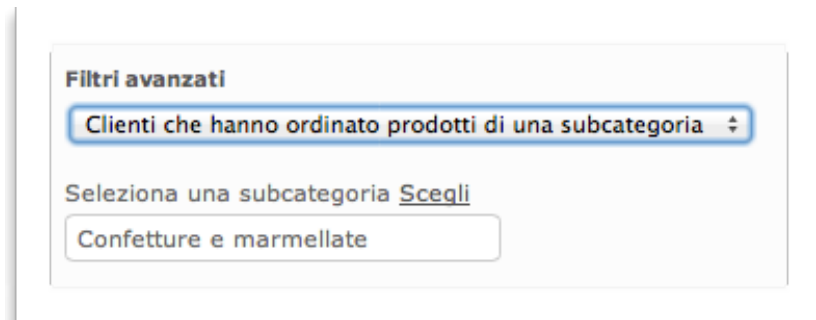 Filtri avanzati
Clienti che hanno ordinato prodotti di una subcategoria
Seleziona una subcategoria Scegli
Confetture e marmellate